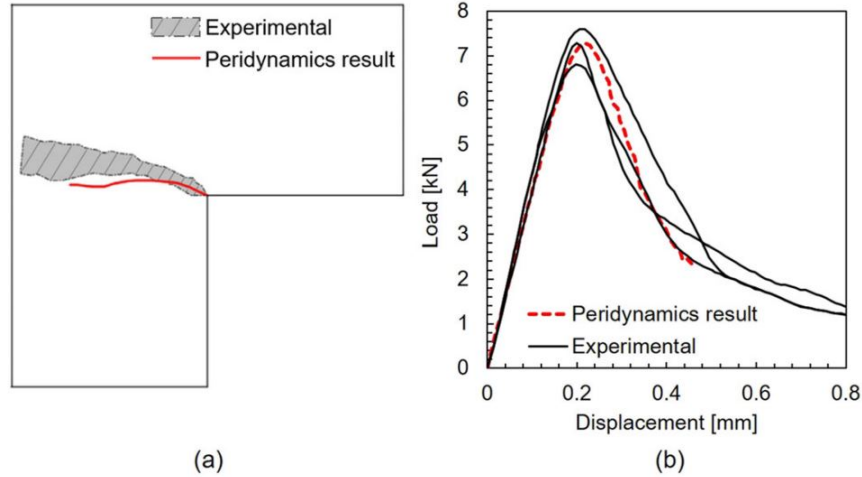 Experimental
Peridynamics result
(a)
8
7
6
5
4
3
2
1
0
Load [kN]
Peridynamics result
Experimental
0
0.2
0.4
0.6
0.8
Displacement [mm]
(b)